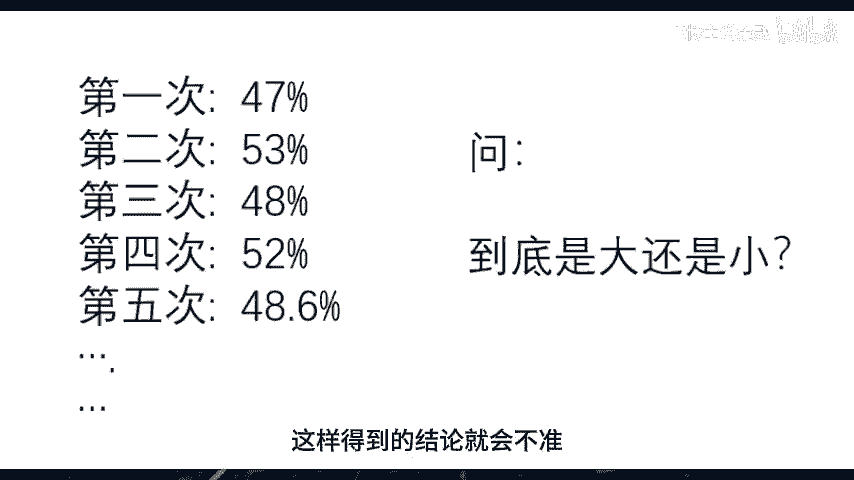 第一次: 47%
第二次: 53%
第三次: 48%
第四次: 52%
第五次: 48.6%
….
…
问:
到底是大还是小?
这样得到的结论就会不准